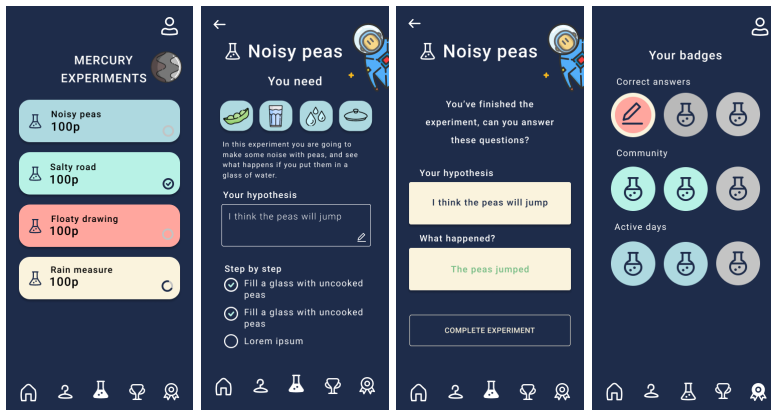 MERCURY
EXPERIMENTS
Noisy peas
100p
Salty road
100p
Floaty drawing
100p
Rain measure
100p
Noisy peas
You need
In this experiment you are going to
make some noise with peas, and see
what happens if you put them in a
glass of water.
Your hypothesis
I think the peas will jump
Step by step
Fill a glass with uncooked
peas
Fill a glass with uncooked
peas
Lorem ipsum
Noisy peas
You've finished the
experiment, can you answer
these questions?
Your hypothesis
I think the peas will jump
What happened?
The peas jumped
COMPLETE EXPERIMENT
Your badges
Correct answers
Community
Active days